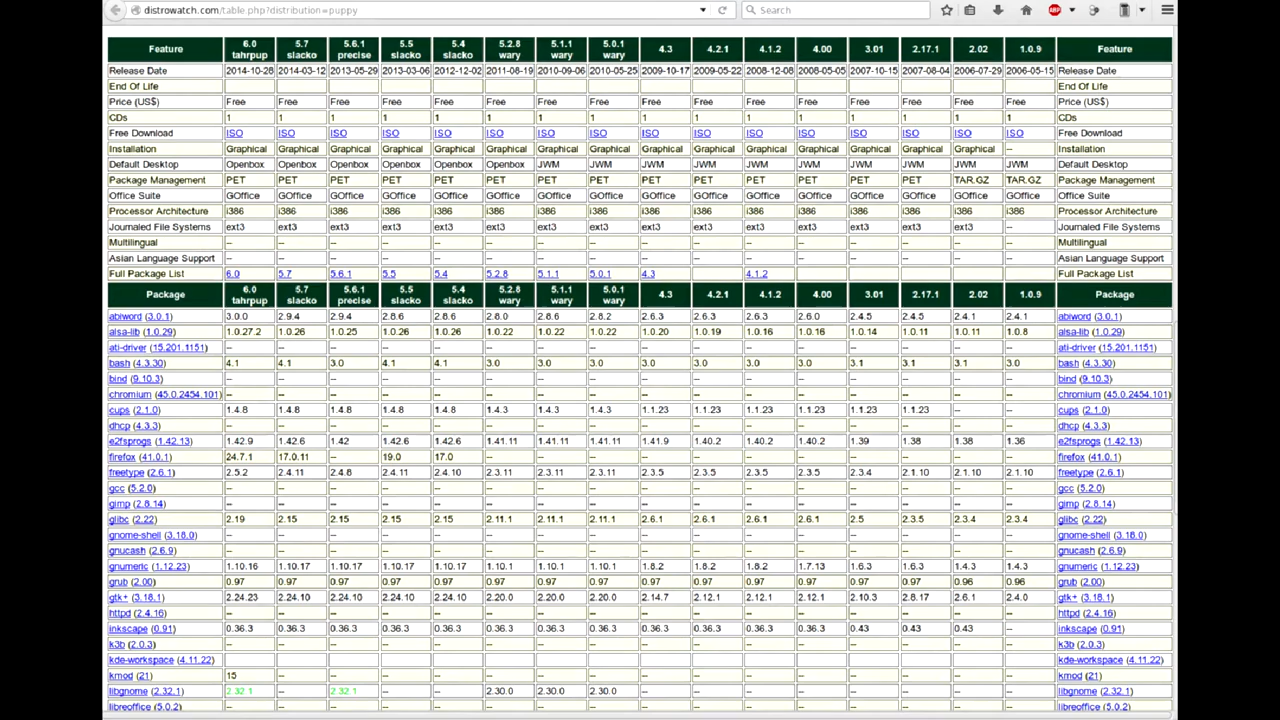 distrowatch.com/table.php?distribution=puppy
Search
ABP
Feature 6.0 tahrpup 5.7 slacko 5.6.1 precise 5.5 slacko 5.4 slacko 5.2.8 wary 5.1.1 wary 5.0.1 wary 4.3 4.2.1 4.1.2 4.00 3.01 2.17.1 2.02 1.0.9 Feature
Release Date 2014-10-28 2014-03-12 2013-05-29 2013-03-06 2012-12-02 2011-08-19 2010-09-06 2010-05-25 2009-10-17 2009-05-22 2008-12-08 2008-05-05 2007-10-15 2007-08-04 2006-07-29 2006-05-15 Release Date
End Of Life End Of Life
Price (US$) Free Free Free Free Free Free Free Free Free Free Free Free Free Free Free Free Price (US$)
CDs 1 1 1 1 1 1 1 1 1 1 1 1 1 1 1 1 CDs
Free Download ISO ISO ISO ISO ISO ISO ISO ISO ISO ISO ISO ISO ISO ISO ISO ISO Free Download
Installation Graphical Graphical Graphical Graphical Graphical Graphical Graphical Graphical Graphical Graphical Graphical Graphical Graphical Graphical Graphical -- Installation
Default Desktop Openbox Openbox Openbox Openbox Openbox Openbox JWM JWM JWM JWM JWM JWM JWM JWM JWM JWM Default Desktop
Package Management PET PET PET PET PET PET PET PET PET PET PET PET PET PET TAR.GZ TAR.GZ Package Management
Office Suite GOffice GOffice GOffice GOffice GOffice GOffice GOffice GOffice GOffice GOffice GOffice GOffice GOffice GOffice GOffice GOffice Office Suite
Processor Architecture i386 i386 i386 i386 i386 i386 i386 i386 i386 i386 i386 i386 i386 i386 i386 i386 Processor Architecture
Journaled File Systems ext3 ext3 ext3 ext3 ext3 ext3 ext3 ext3 ext3 ext3 ext3 ext3 ext3 ext3 ext3 -- Journaled File Systems
Multilingual -- -- -- -- -- -- -- -- -- -- -- -- -- -- -- -- Multilingual
Asian Language Support -- -- -- -- -- -- -- -- -- -- -- -- -- -- -- -- Asian Language Support
Full Package List 6.0 5.7 5.6.1 5.5 5.4 5.2.8 5.1.1 5.0.1 4.3 4.1.2 Full Package List
Package 6.0 tahrpup 5.7 slacko 5.6.1 precise 5.5 slacko 5.4 slacko 5.2.8 wary 5.1.1 wary 5.0.1 wary 4.3 4.2.1 4.1.2 4.00 3.01 2.17.1 2.02 1.0.9 Package
abiword (3.0.1) 3.0.0 2.9.4 2.9.4 2.8.6 2.8.6 2.8.0 2.8.6 2.8.2 2.6.3 2.6.3 2.6.3 2.6.0 2.4.5 2.4.5 2.4.1 2.4.1 abiword (3.0.1)
alsa-lib (1.0.29) 1.0.27.2 1.0.26 1.0.25 1.0.26 1.0.26 1.0.22 1.0.22 1.0.22 1.0.20 1.0.19 1.0.16 1.0.16 1.0.14 1.0.11 1.0.11 1.0.8 alsa-lib (1.0.29)
ati-driver (15.201.1151) -- -- -- -- -- -- -- -- -- -- -- -- -- -- -- -- ati-driver (15.201.1151)
bash (4.3.30) 4.1 4.1 3.0 4.1 4.1 3.0 3.0 3.0 3.0 3.0 3.0 3.0 3.1 3.1 3.1 3.0 bash (4.3.30)
bind (9.10.3) -- -- -- -- -- -- -- -- -- -- -- -- -- -- -- -- bind (9.10.3)
chromium (45.0.2454.101) -- -- -- -- -- -- -- -- -- -- -- -- -- -- -- -- chromium (45.0.2454.101)
cups (2.1.0) 1.4.8 1.4.8 1.4.8 1.4.8 1.4.8 1.4.3 1.4.3 1.4.3 1.1.23 1.1.23 1.1.23 1.1.23 1.1.23 1.1.23 -- -- cups (2.1.0)
dhcp (4.3.3) -- -- -- -- -- -- -- -- -- -- -- -- -- -- -- -- dhcp (4.3.3)
e2fsprogs (1.42.13) 1.42.9 1.42.6 1.42 1.42.6 1.42.6 1.41.11 1.41.11 1.41.11 1.41.9 1.40.2 1.40.2 1.40.2 1.39 1.38 1.38 1.36 e2fsprogs (1.42.13)
firefox (41.0.1) 24.7.1 17.0.11 -- 19.0 17.0 -- -- -- -- -- -- -- -- -- -- -- firefox (41.0.1)
freetype (2.6.1) 2.5.2 2.4.11 2.4.8 2.4.11 2.4.10 2.3.11 2.3.11 2.3.11 2.3.5 2.3.5 2.3.5 2.3.5 2.3.4 2.1.10 2.1.10 2.1.10 freetype (2.6.1)
gcc (5.2.0) -- -- -- -- -- -- -- -- -- -- -- -- -- -- -- -- gcc (5.2.0)
gimp (2.8.14) -- -- -- -- -- -- -- -- -- -- -- -- -- -- -- -- gimp (2.8.14)
glibc (2.22) 2.19 2.15 2.15 2.15 2.15 2.11.1 2.11.1 2.11.1 2.6.1 2.6.1 2.6.1 2.6.1 2.5 2.3.5 2.3.4 2.3.4 glibc (2.22)
gnome-shell (3.18.0) -- -- -- -- -- -- -- -- -- -- -- -- -- -- -- -- gnome-shell (3.18.0)
gnucash (2.6.9) -- -- -- -- -- -- -- -- -- -- -- -- -- -- -- -- gnucash (2.6.9)
gnumeric (1.12.23) 1.10.16 1.10.17 1.10.17 1.10.17 1.10.17 1.10.1 1.10.1 1.10.1 1.8.2 1.8.2 1.8.2 1.7.13 1.6.3 1.6.3 1.4.3 1.4.3 gnumeric (1.12.23)
grub (2.00) 0.97 0.97 0.97 0.97 0.97 0.97 0.97 0.97 0.97 0.97 0.97 0.97 0.97 0.97 0.96 0.96 grub (2.00)
gtk+ (3.18.1) 2.24.23 2.24.10 2.24.10 2.24.10 2.24.10 2.20.0 2.20.0 2.20.0 2.14.7 2.12.1 2.12.1 2.12.1 2.10.3 2.8.17 2.6.1 2.4.0 gtk+ (3.18.1)
httpd (2.4.16) -- -- -- -- -- -- -- -- -- -- -- -- -- -- -- -- httpd (2.4.16)
inkscape (0.91) 0.36.3 0.36.3 0.36.3 0.36.3 0.36.3 0.36.3 0.36.3 0.36.3 0.36.3 0.36.3 0.36.3 0.36.3 0.43 0.43 0.43 -- inkscape (0.91)
k3b (2.0.3) -- -- -- -- -- -- -- -- -- -- -- -- -- -- -- -- k3b (2.0.3)
kde-workspace (4.11.22) kde-workspace (4.11.22)
kmod (21) 15 -- -- -- -- -- -- -- -- -- -- -- -- -- -- -- kmod (21)
libgnome (2.32.1) 2.32.1 -- 2.32.1 -- -- 2.30.0 2.30.0 2.30.0 -- -- -- -- -- -- -- -- libgnome (2.32.1)
libreoffice (5.0.2) -- -- -- -- -- -- -- -- -- -- -- -- -- -- -- -- libreoffice (5.0.2)